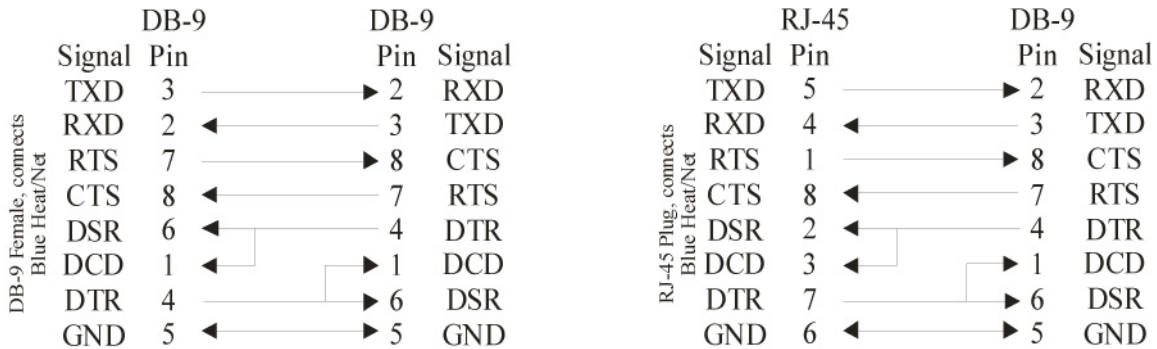 DB-9 DB-9
Signal Pin Pin Signal
TXD 3 2 RXD
RXD 2 3 TXD
RTS 7 8 CTS
CTS 8 7 RTS
DSR 6 4 DTR
DCD 1 1 DCD
DTR 4 6 DSR
GND 5 5 GND
DB-9 Female, connects
Blue Heat/Net
RJ-45 DB-9
Signal Pin Pin Signal
TXD 5 2 RXD
RXD 4 3 TXD
RTS 1 8 CTS
CTS 8 7 RTS
DSR 2 4 DTR
DCD 3 1 DCD
DTR 7 6 DSR
GND 6 5 GND
RJ-45 Plug, connects
Blue Heat/Net